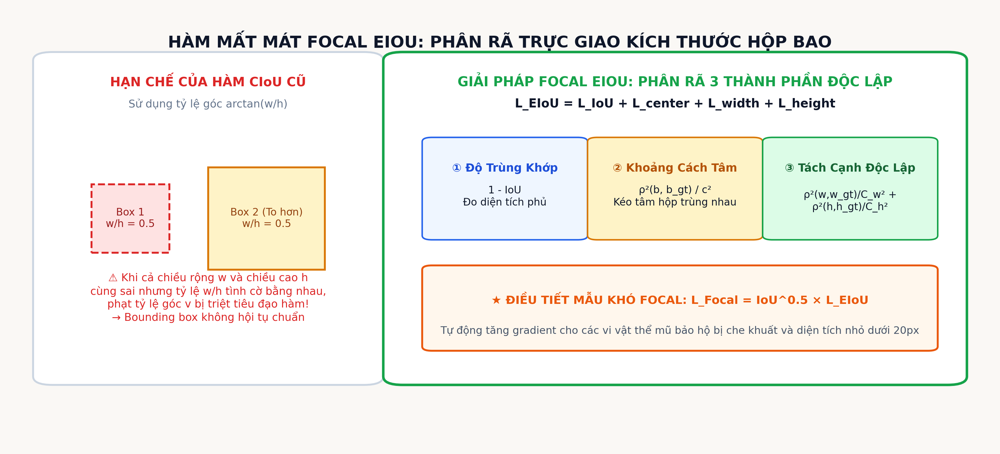 HÀM MẤT MÁT FOCAL EIOU: PHÂN RÃ TRỰC GIAO KÍCH THƯỚC HỘP BAO
HẠN CHẾ CỦA HÀM CIoU CŨ
Sử dụng tỷ lệ góc arctan(w/h)
Box 1
w/h = 0.5
Box 2 (To hơn)
w/h = 0.5
⚠ Khi cả chiều rộng w và chiều cao h
cùng sai nhưng tỷ lệ w/h tình cờ bằng nhau,
phạt tỷ lệ góc v bị triệt tiêu đạo hàm!
→ Bounding box không hội tụ chuẩn
GIẢI PHÁP FOCAL EIOU: PHÂN RÃ 3 THÀNH PHẦN ĐỘC LẬP
L_EIoU = L_IoU + L_center + L_width + L_height
① Độ Trùng Khớp
1 - IoU
Đo diện tích phủ
② Khoảng Cách Tâm
ρ²(b, b_gt) / c²
Kéo tâm hộp trùng nhau
③ Tách Cạnh Độc Lập
ρ²(w,w_gt)/C_w² +
ρ²(h,h_gt)/C_h²
★ ĐIỀU TIẾT MẪU KHÓ FOCAL: L_Focal = IoU^0.5 × L_EIoU
Tự động tăng gradient cho các vi vật thể mũ bảo hộ bị che khuất và diện tích nhỏ dưới 20px